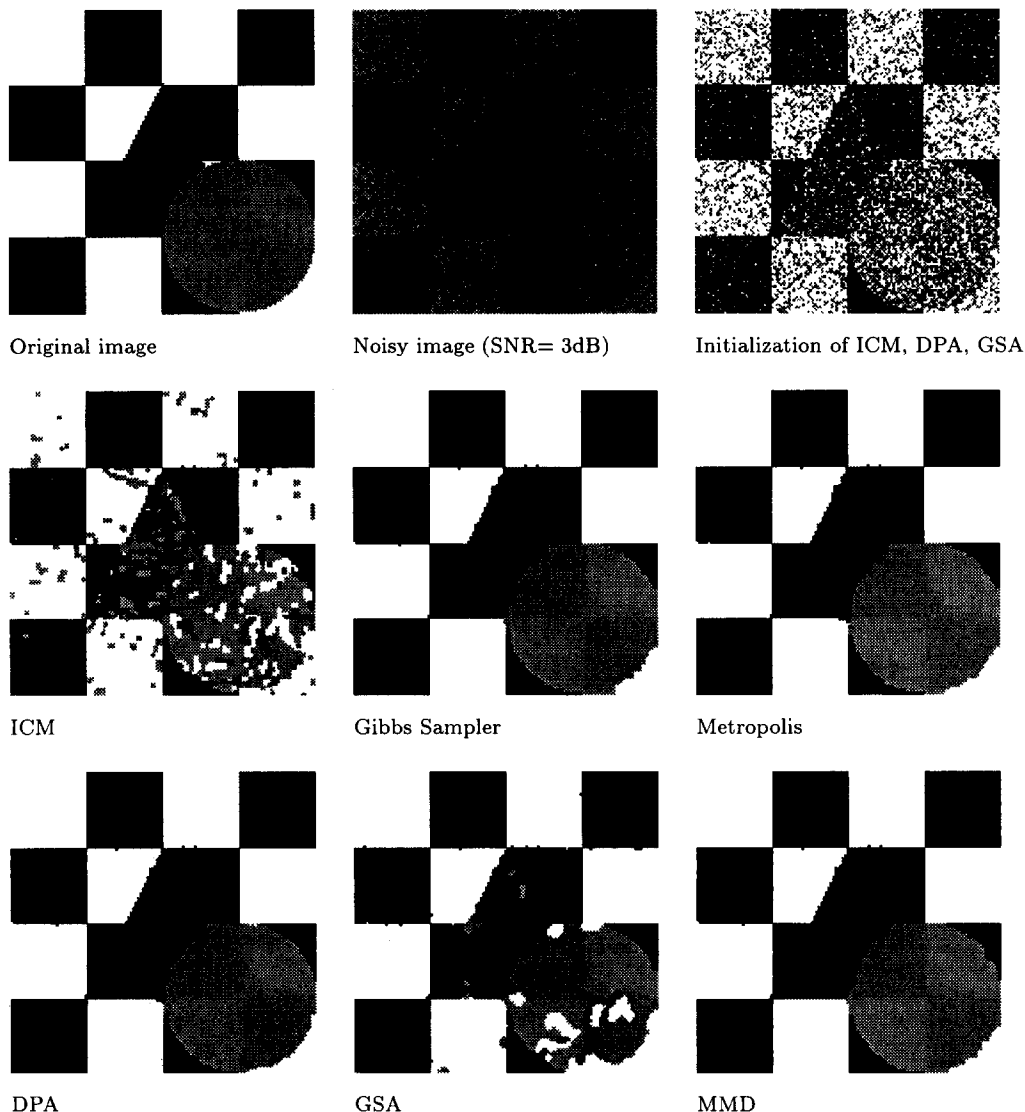 Original image
Noisy image (SNR= 3dB)
Initialization of ICM, DPA, GSA
ICM
Gibbs Sampler
Metropolis
DPA
GSA
MMD